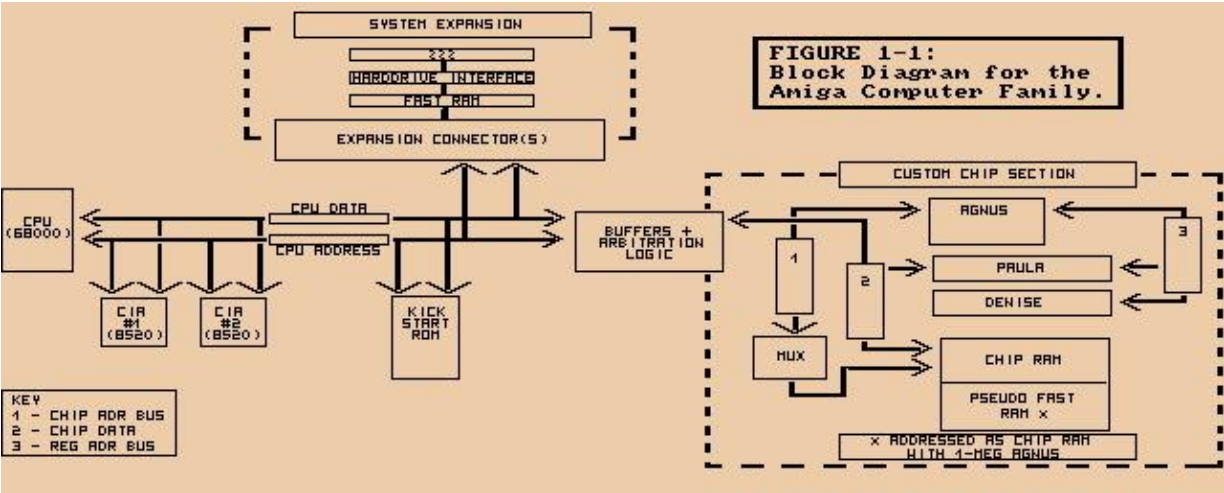 SYSTEM EXPANSION
???
HARDDRIVE INTERFACE
FAST RAM
EXPANSION CONNECTOR(S)
FIGURE 1-1:
Block Diagram for the
Amiga Computer Family.
CPU
(68000)
CPU DATA
CPU ADDRESS
CIA
#1
(8520)
CIA
#2
(8520)
KICK
START
ROM
BUFFERS +
ARBITRATION
LOGIC
CUSTOM CHIP SECTION
AGNUS
1
2
3
PAULA
DENISE
MUX
CHIP RAM
PSEUDO FAST
RAM x
x ADDRESSED AS CHIP RAM
WITH 1-MEG AGNUS
KEY
1 - CHIP ADR BUS
2 - CHIP DATA
3 - REG ADR BUS